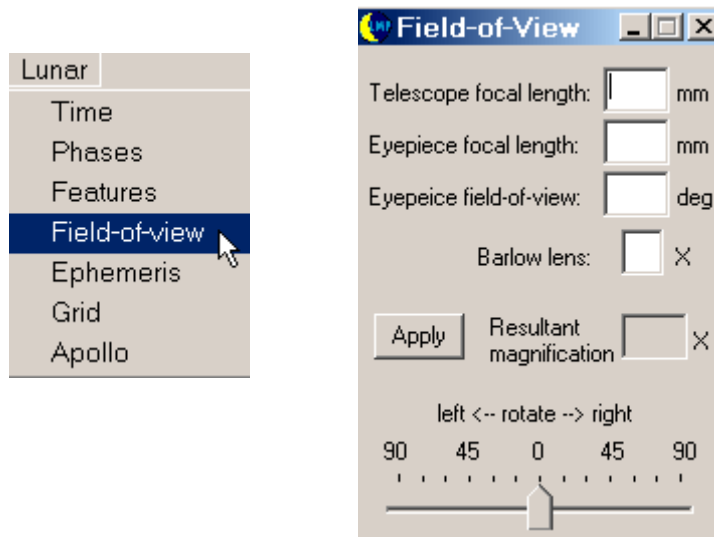 Lunar
Time
Phases
Features
Field-of-view
Ephemeris
Grid
Apollo
LMP Field-of-View
Telescope focal length: mm
Eyepiece focal length: mm
Eyepeice field-of-view: deg
Barlow lens: X
Apply
Resultant
magnification X
left <-- rotate --> right
90 45 0 45 90